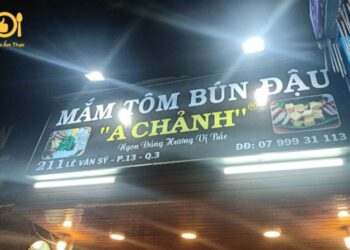 MẮM TÔM BÚN ĐẬU
"A CHẢNH"®
Ngon Đúng Hương Vị Bắc
211 LÊ VĂN SỸ - P.13 - Q.3
DĐ: 07 999 31 113